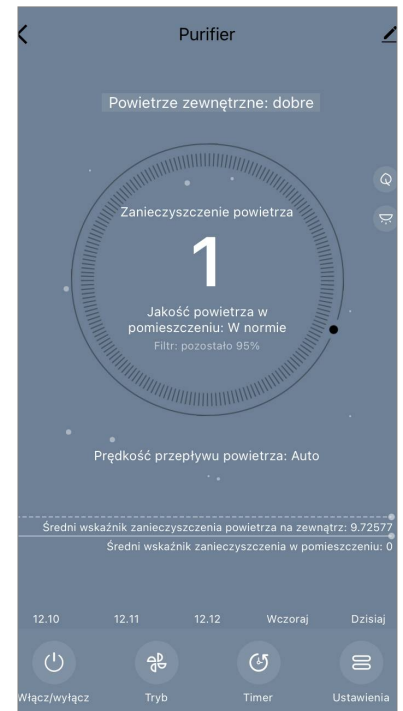 Purifier
Powietrze zewnętrzne: dobre
Zanieczyszczenie powietrza
1
Jakość powietrza w
pomieszczeniu: W normie
Filtr: pozostało 95%
Prędkość przepływu powietrza: Auto
Średni wskaźnik zanieczyszczenia powietrza na zewnątrz: 9.72577
Średni wskaźnik zanieczyszczenia w pomieszczeniu: 0
12.10 12.11 12.12 Wczoraj Dzisiaj
Włącz/wyłącz Tryb Timer Ustawienia